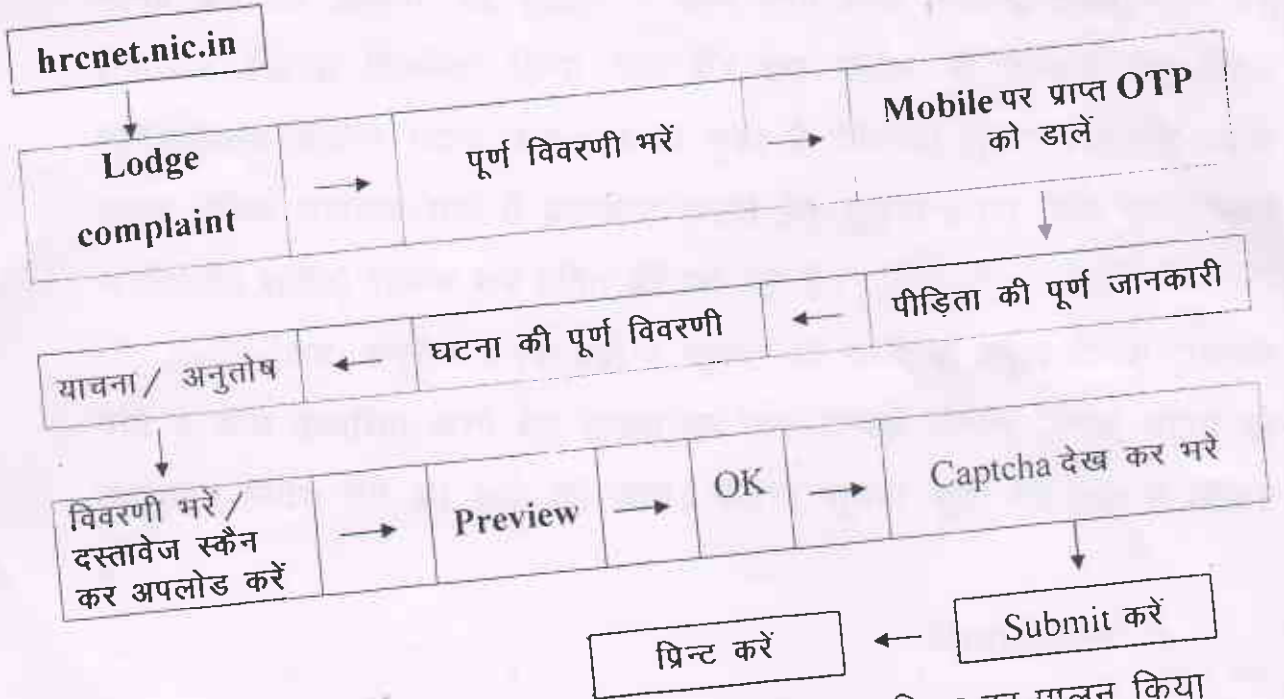 hrcnet.nic.in
Lodge
complaint
पूर्ण विवरणी भरें
Mobile पर प्राप्त OTP
को डालें
पीड़िता की पूर्ण जानकारी
घटना की पूर्ण विवरणी
याचना / अनुतोष
विवरणी भरें /
दस्तावेज स्कैन
कर अपलोड करें
Preview
OK
Captcha देख कर भरे
Submit करें
प्रिन्ट करें
का पालन किया